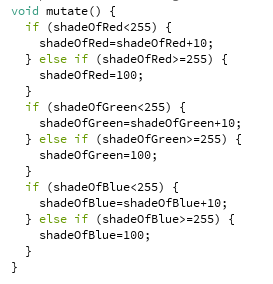 void mutate() {
  if (shadeOfRed<255) {
    shadeOfRed=shadeOfRed+10;
  } else if (shadeOfRed>=255) {
    shadeOfRed=100;
  }
  if (shadeOfGreen<255) {
    shadeOfGreen=shadeOfGreen+10;
  } else if (shadeOfGreen>=255) {
    shadeOfGreen=100;
  }
  if (shadeOfBlue<255) {
    shadeOfBlue=shadeOfBlue+10;
  } else if (shadeOfBlue>=255) {
    shadeOfBlue=100;
  }
}